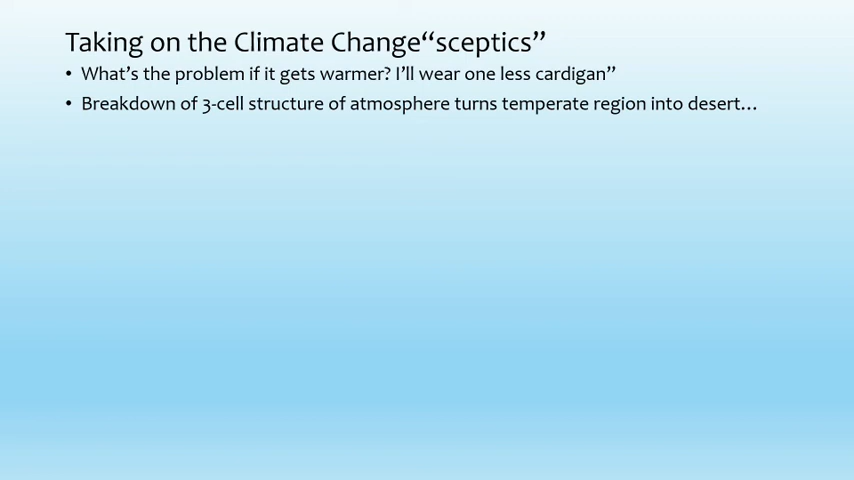 Taking on the Climate Change“sceptics”
• What’s the problem if it gets warmer? I’ll wear one less cardigan”
• Breakdown of 3-cell structure of atmosphere turns temperate region into desert…